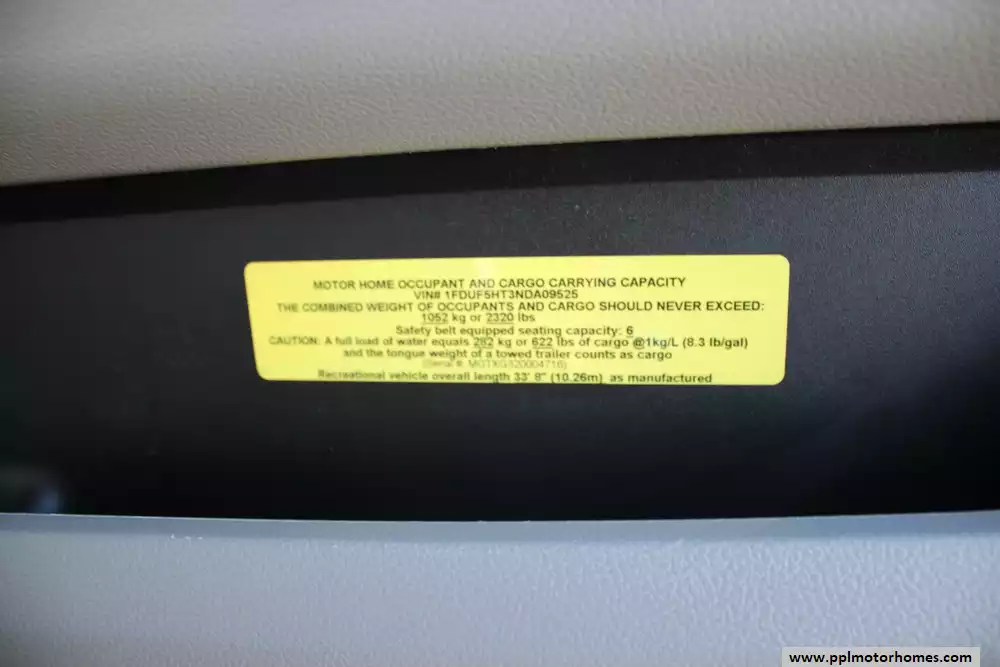 MOTOR HOME OCCUPANT AND CARGO CARRYING CAPACITY
VIN# 1FDUF5HT3NDA09525
THE COMBINED WEIGHT OF OCCUPANTS AND CARGO SHOULD NEVER EXCEED:
1052 kg or 2320 lbs
Safety belt equipped seating capacity: 6
CAUTION: A full load of water equals 282 kg or 622 lbs of cargo @1kg/L (8.3 lb/gal)
and the tongue weight of a towed trailer counts as cargo
(Serial #:
Recreational vehicle overall length 33' 8" (10.26m) as manufactured
www.pplmotorhomes.com